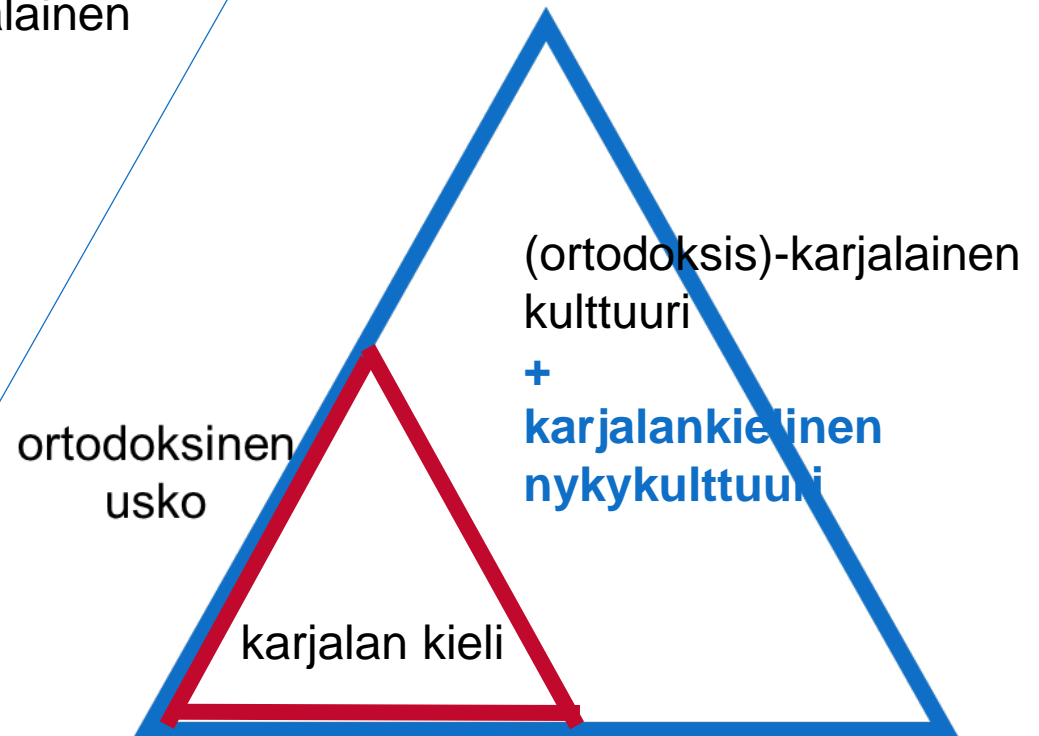 (ortodoksis)-karjalainen
kulttuuri
+
karjalankielinen
nykykulttuuri
ortodoksinen
usko
karjalan kieli